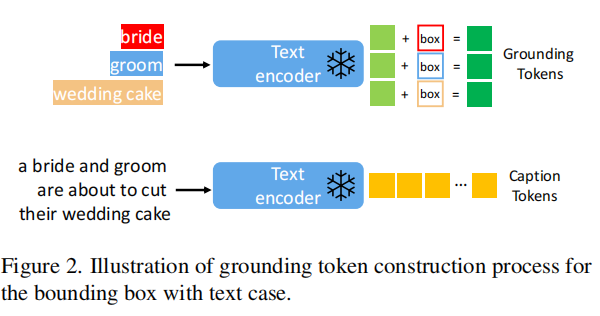 bride
groom
wedding cake
Text
encoder
+ box =
+ box =
+ box =
Grounding
Tokens
a bride and groom
are about to cut
their wedding cake
Text
encoder
...
Caption
Tokens
Figure 2. Illustration of grounding token construction process for
the bounding box with text case.